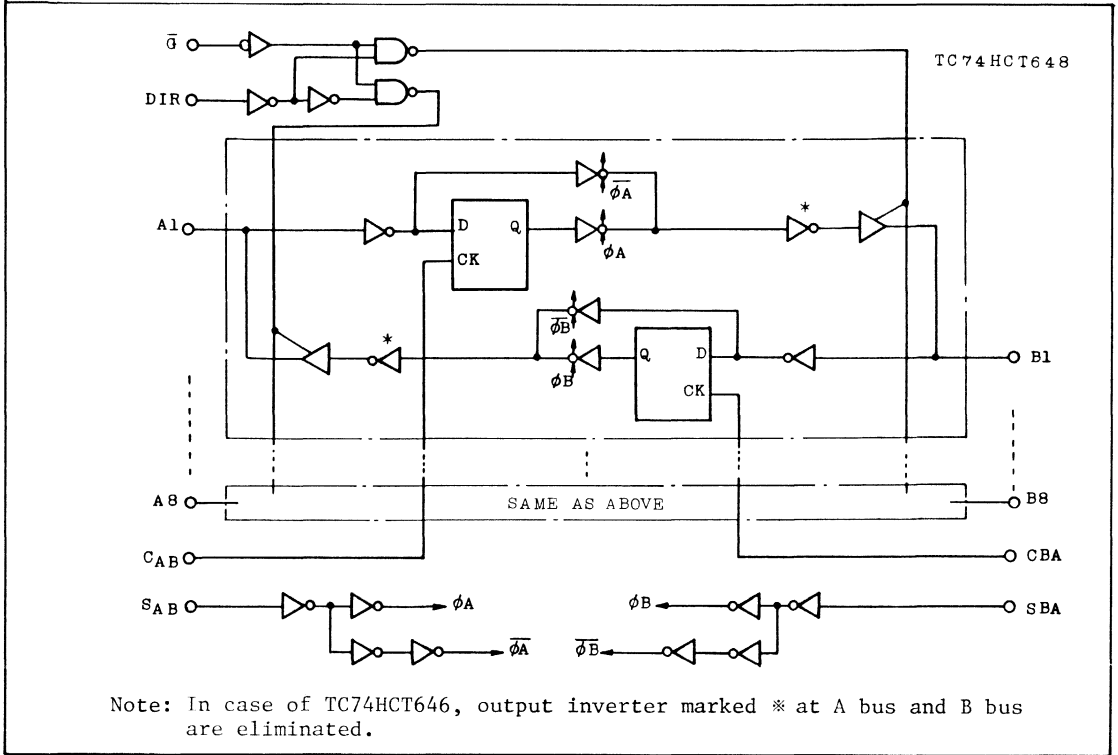 G̅
TC74HCT648
DIR
ϕA̅
*
A1
D Q
CK
ϕA
*
ϕB̅
Q D
B1
ϕB
CK
A8
SAME AS ABOVE
B8
CAB
CBA
SAB
ϕA
ϕB
SBA
ϕA̅
ϕB̅
Note: In case of TC74HCT646, output inverter marked ※ at A bus and B bus
are eliminated.